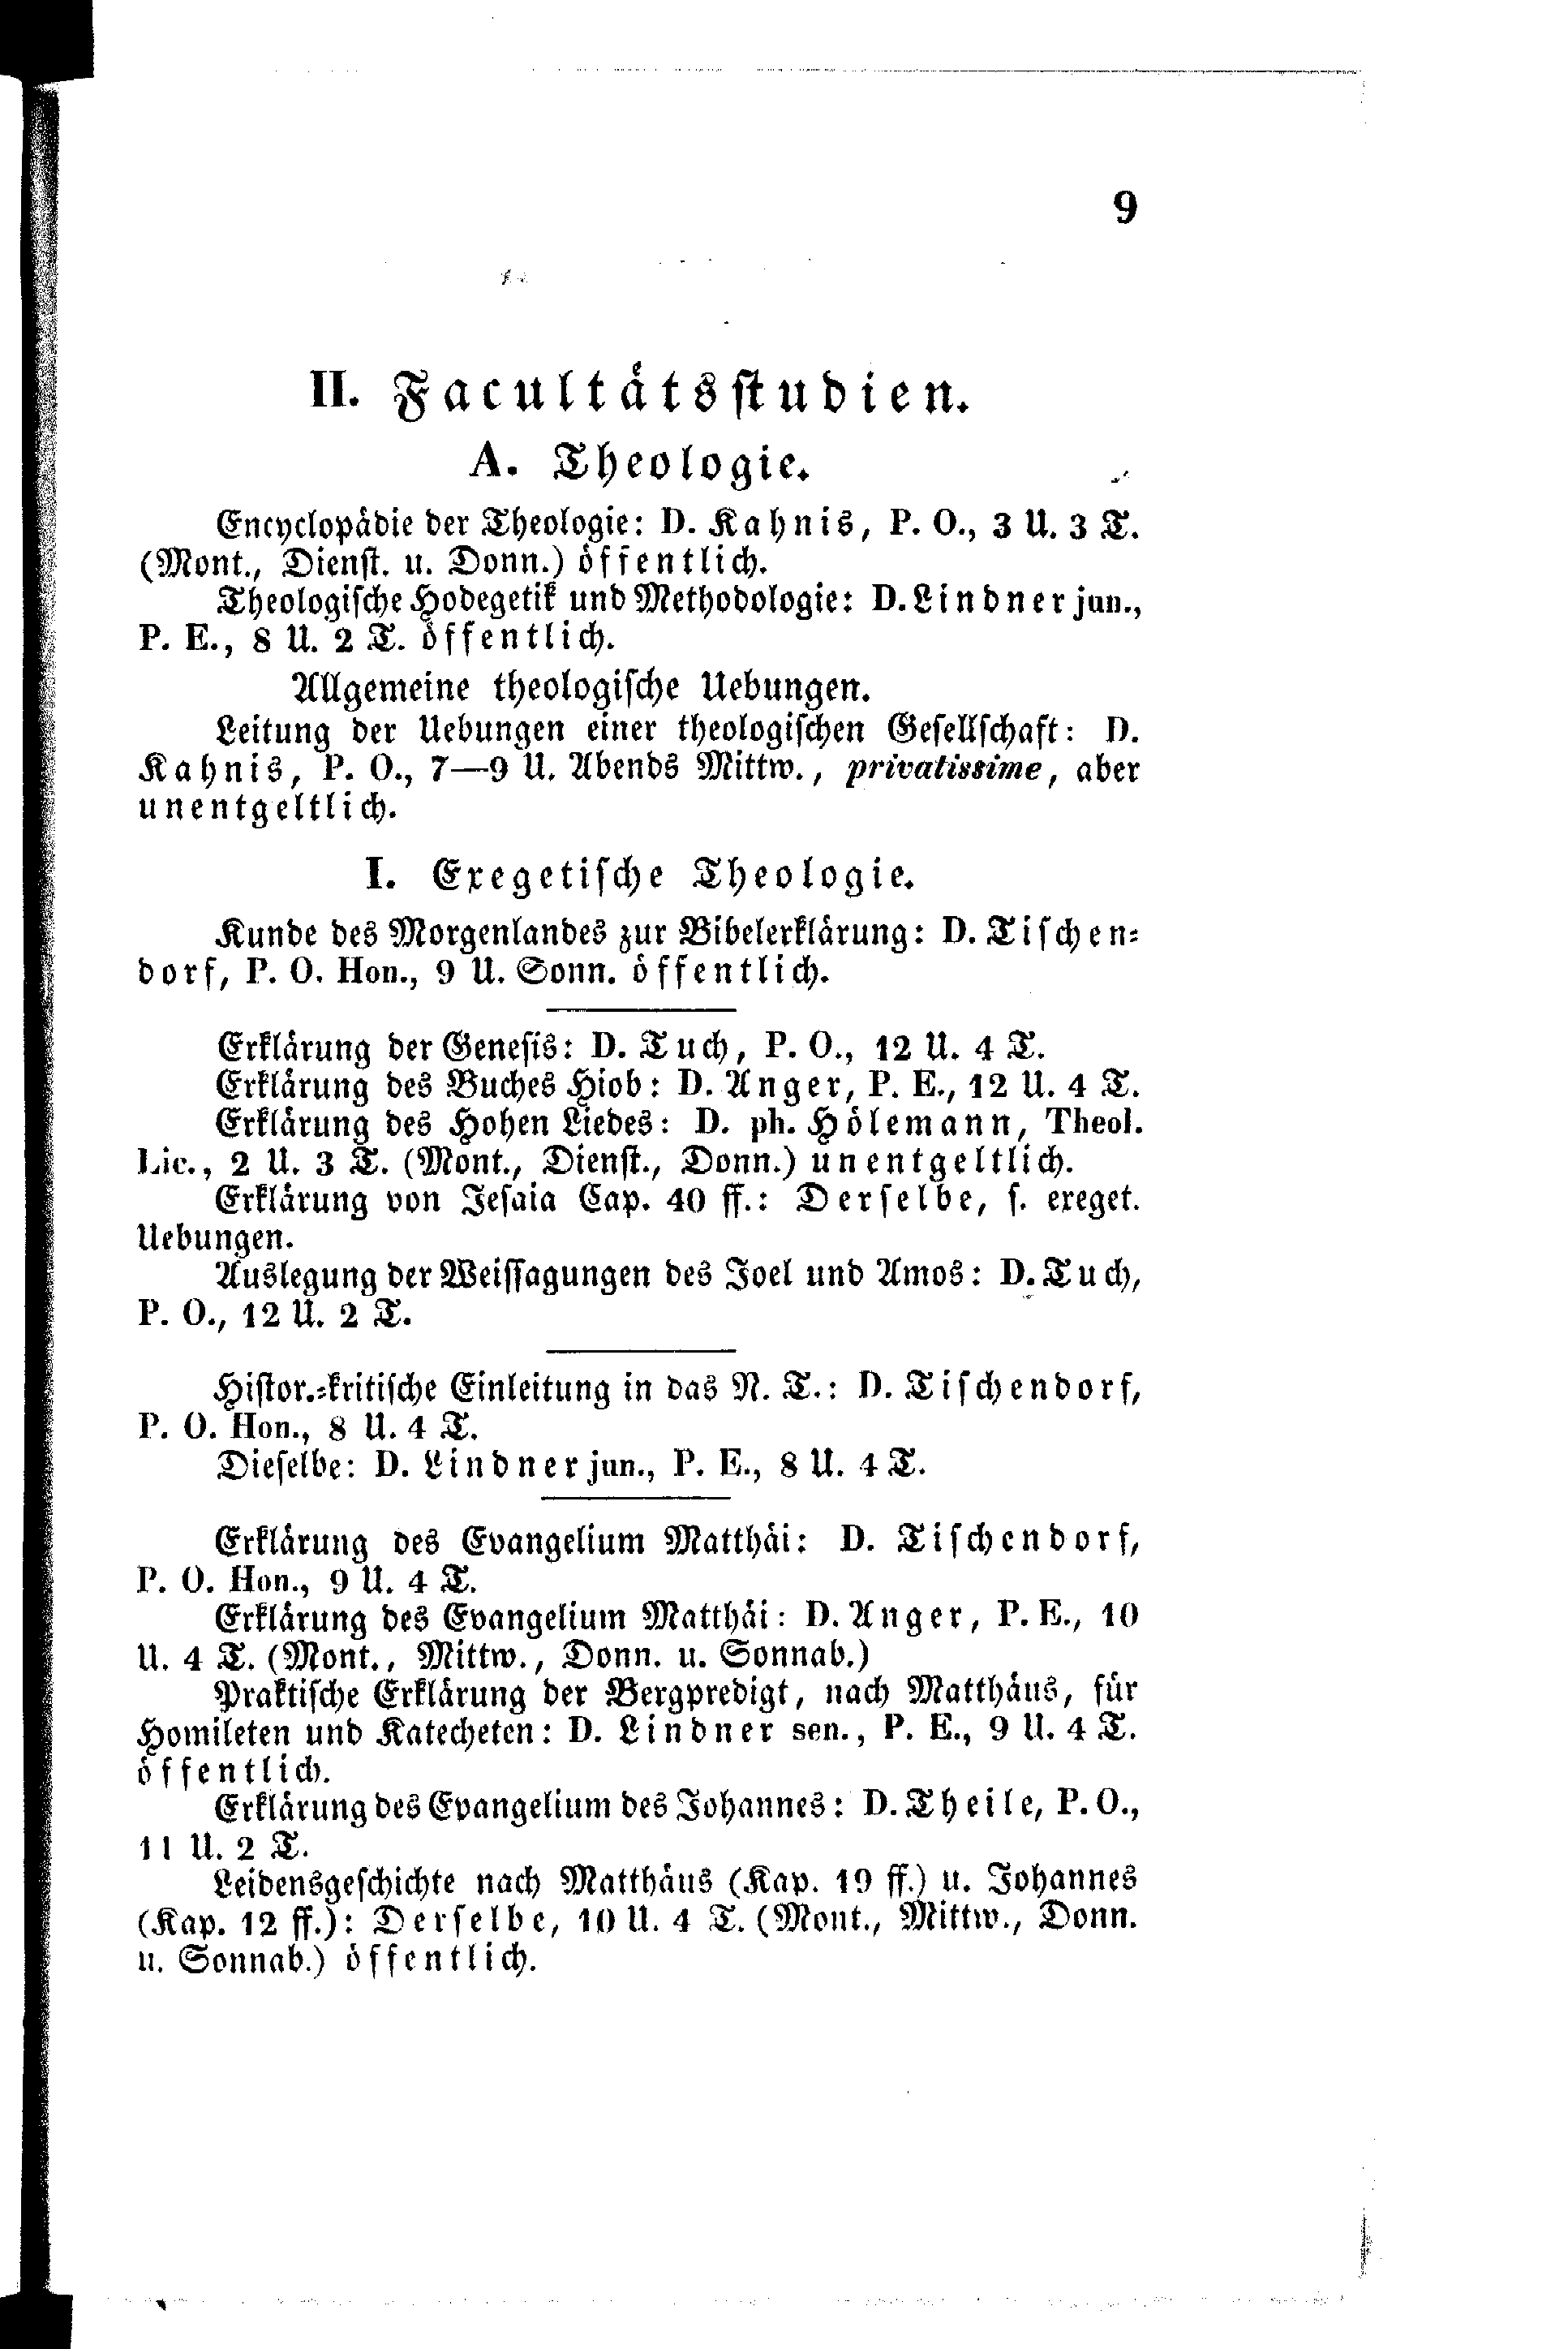 9
II. Facultätsstudien.
A. Theologie.
Encyclopädie der Theologie: D. Kahnis, P. O., 3 U. 3 T.
(Mont., Dienst. u. Donn.) öffentlich.
Theologische Hodegetik und Methodologie: D. Lindner jun.,
P. E., 8 U. 2 T. öffentlich.
Allgemeine theologische Uebungen.
Leitung der Uebungen einer theologischen Gesellschaft: D.
Kahnis, P. O., 7—9 U. Abends Mittw., privatissime, aber
unentgeltlich.
I. Exegetische Theologie.
Kunde des Morgenlandes zur Bibelerklärung: D. Tischen-
dorf, P. O. Hon., 9 U. Sonn. öffentlich.
Erklärung der Genesis: D. Tuch, P. O., 12 U. 4 T.
Erklärung des Buches Hiob: D. Anger, P. E., 12 U. 4 T.
Erklärung des Hohen Liedes: D. ph. Hölemann, Theol.
Lic., 2 U. 3 T. (Mont., Dienst., Donn.) unentgeltlich.
Erklärung von Jesaia Cap. 40 ff.: Derselbe, s. exeget.
Uebungen.
Auslegung der Weissagungen des Joel und Amos: D. Tuch,
P. O., 12 U. 2 T.
Histor.-kritische Einleitung in das N. T.: D. Tischendorf,
P. O. Hon., 8 U. 4 T.
Dieselbe: D. Lindner jun., P. E., 8 U. 4 T.
Erklärung des Evangelium Matthäi: D. Tischendorf,
P. O. Hon., 9 U. 4 T.
Erklärung des Evangelium Matthäi: D. Anger, P. E., 10
U. 4 T. (Mont., Mittw., Donn. u. Sonnab.)
Praktische Erklärung der Bergpredigt, nach Matthäus, für
Homileten und Katecheten: D. Lindner sen., P. E., 9 U. 4 T.
öffentlich.
Erklärung des Evangelium des Johannes: D. Theile, P. O.,
11 U. 2 T.
Leidensgeschichte nach Matthäus (Kap. 19 ff.) u. Johannes
(Kap. 12 ff.): Derselbe, 10 U. 4 T. (Mont., Mittw., Donn.
u. Sonnab.) öffentlich.